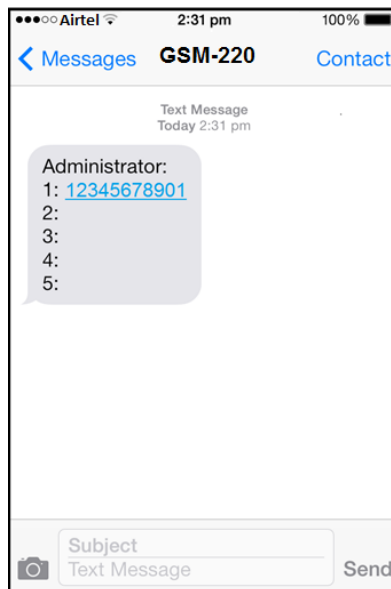 ●●●○○ Airtel 2:31 pm 100%
Messages GSM-220 Contact
Text Message
Today 2:31 pm
Administrator:
1: 12345678901
2:
3:
4:
5:
Subject
Text Message
Send